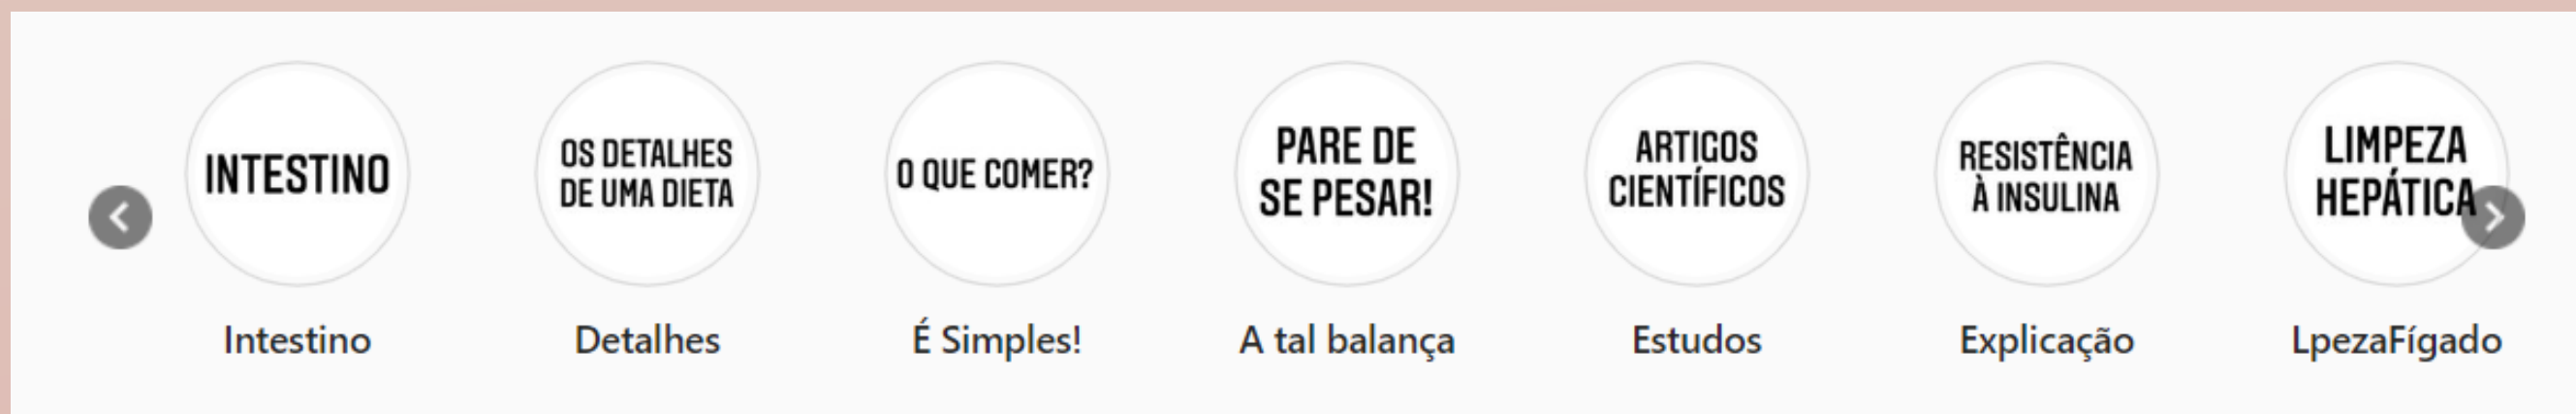 INTESTINO
OS DETALHES
DE UMA DIETA
O QUE COMER?
PARE DE
SE PESAR!
ARTIGOS
CIENTÍFICOS
RESISTÊNCIA
À INSULINA
LIMPEZA
HEPÁTICA
Intestino
Detalhes
É Simples!
A tal balança
Estudos
Explicação
LpezaFígado